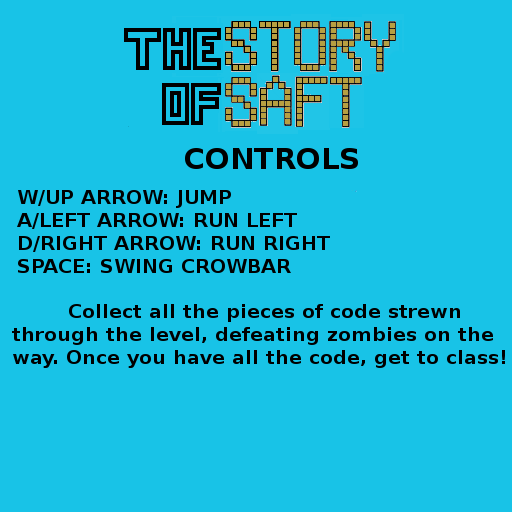 THE STORY
OF SAFT
CONTROLS
W/UP ARROW: JUMP
A/LEFT ARROW: RUN LEFT
D/RIGHT ARROW: RUN RIGHT
SPACE: SWING CROWBAR
Collect all the pieces of code strewn
through the level, defeating zombies on the
way. Once you have all the code, get to class!